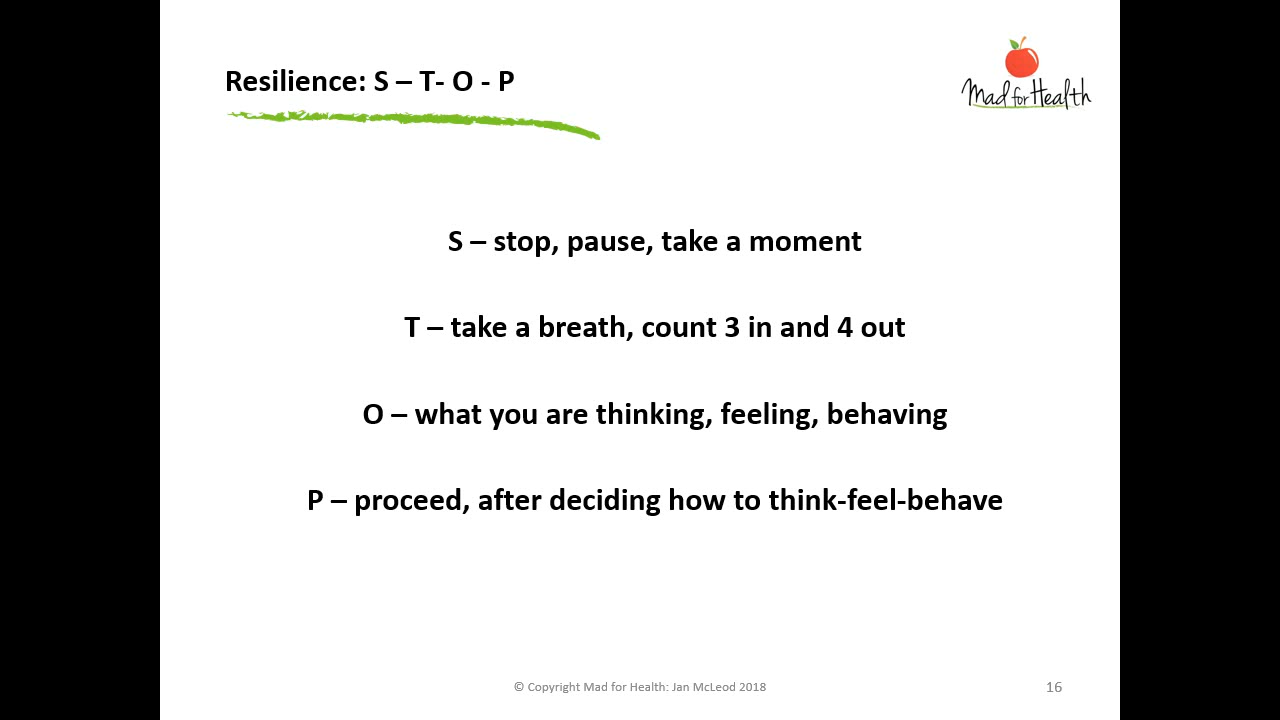 Resilience: S – T- O - P
Mad for Health
S – stop, pause, take a moment
T – take a breath, count 3 in and 4 out
O – what you are thinking, feeling, behaving
P – proceed, after deciding how to think-feel-behave
© Copyright Mad for Health: Jan McLeod 2018
16